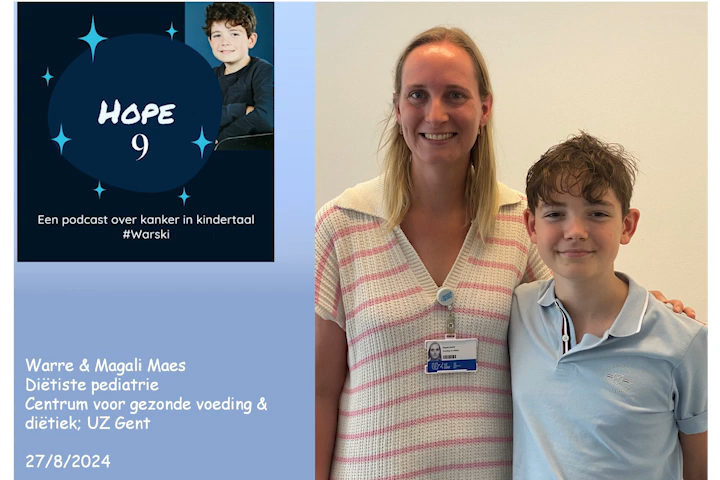 HOPE
9
Een podcast over kanker in kindertaal
#Warski
Warre & Magali Maes
Diëtiste pediatrie
Centrum voor gezonde voeding &
diëtiek; UZ Gent
27/8/2024